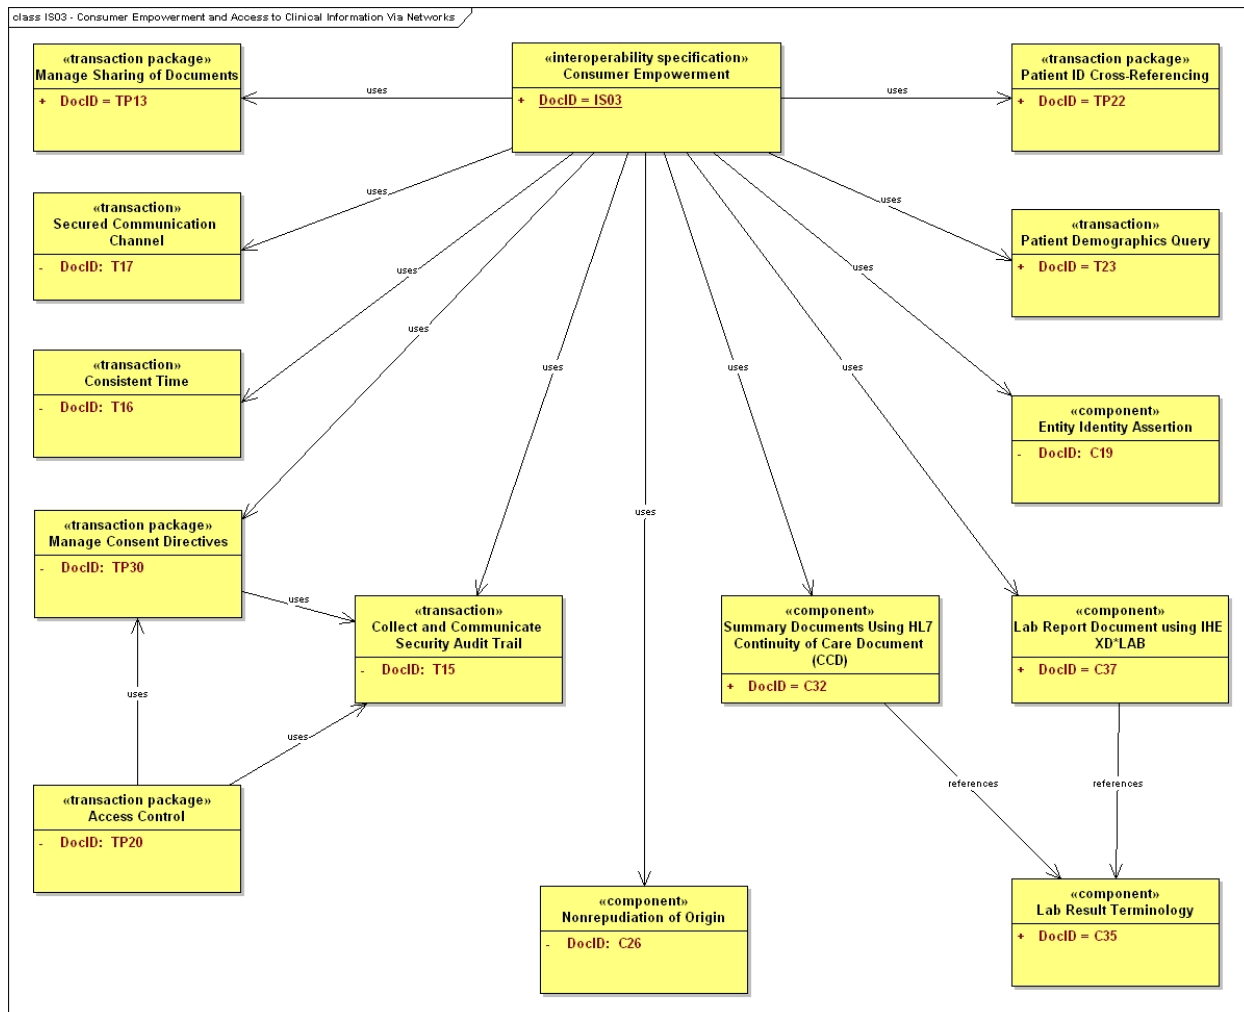 class IS03 - Consumer Empowerment and Access to Clinical Information Via Networks
«transaction package»
Manage Sharing of Documents
+ DocID = TP13
uses
«interoperability specification»
Consumer Empowerment
+ DocID = IS03
uses
«transaction package»
Patient ID Cross-Referencing
+ DocID = TP22
«transaction»
Secured Communication
Channel
- DocID: T17
uses
uses
«transaction»
Patient Demographics Query
+ DocID = T23
uses
uses
uses
uses
uses
uses
«transaction»
Consistent Time
- DocID: T16
«component»
Entity Identity Assertion
- DocID: C19
uses
«transaction package»
Manage Consent Directives
- DocID: TP30
uses
«transaction»
Collect and Communicate
Security Audit Trail
- DocID: T15
«component»
Summary Documents Using HL7
Continuity of Care Document
(CCD)
+ DocID = C32
«component»
Lab Report Document using IHE
XD*LAB
+ DocID = C37
uses
uses
references
references
«transaction package»
Access Control
- DocID: TP20
«component»
Nonrepudiation of Origin
- DocID: C26
«component»
Lab Result Terminology
+ DocID = C35